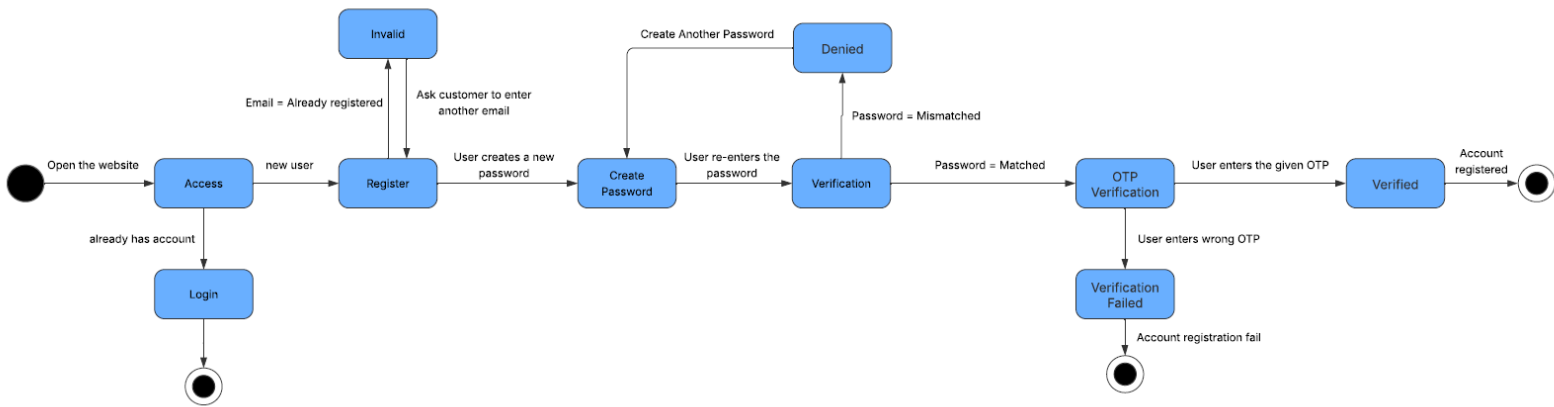 Invalid
Denied
Create Another Password
Email = Already registered
Ask customer to enter
another email
Password = Mismatched
Open the website
Access
new user
Register
User creates a new
password
Create
Password
User re-enters the
password
Verification
Password = Matched
OTP
Verification
User enters the given OTP
Verified
Account
registered
already has account
User enters wrong OTP
Login
Verification
Failed
Account registration fail